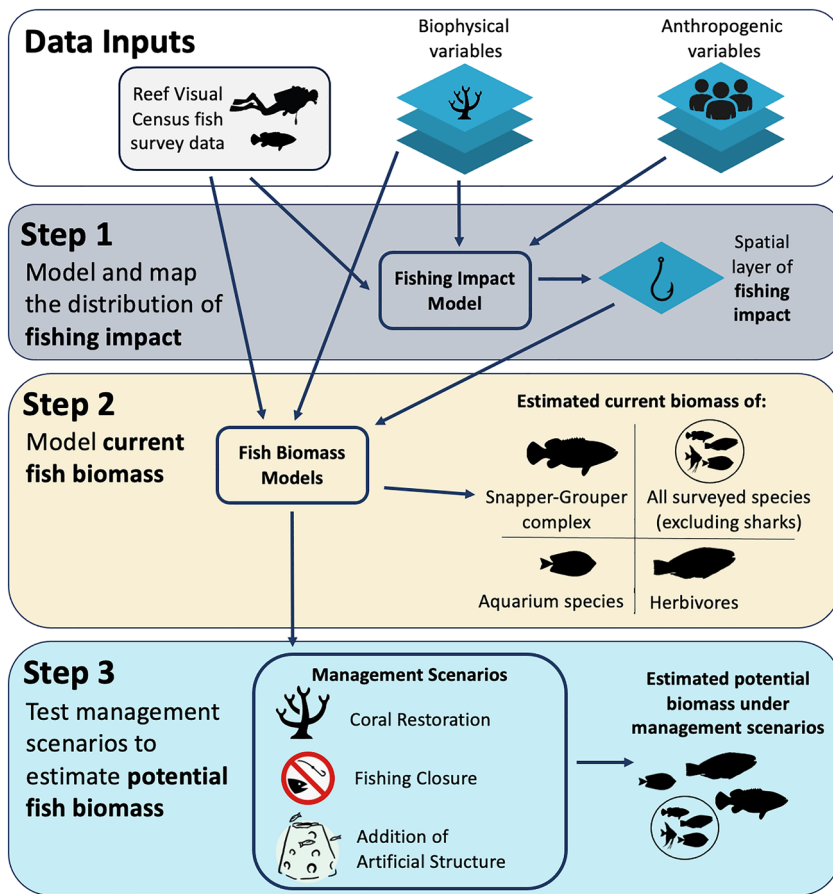 Data Inputs
Reef Visual
Census fish
survey data
Biophysical
variables
Anthropogenic
variables
Step 1
Model and map
the distribution of
fishing impact
Fishing Impact
Model
Spatial
layer of
fishing
impact
Step 2
Model current
fish biomass
Fish Biomass
Models
Estimated current biomass of:
Snapper-Grouper
complex
All surveyed species
(excluding sharks)
Aquarium species
Herbivores
Step 3
Test management
scenarios to
estimate potential
fish biomass
Management Scenarios
Coral Restoration
Fishing Closure
Addition of
Artificial Structure
Estimated potential
biomass under
management scenarios